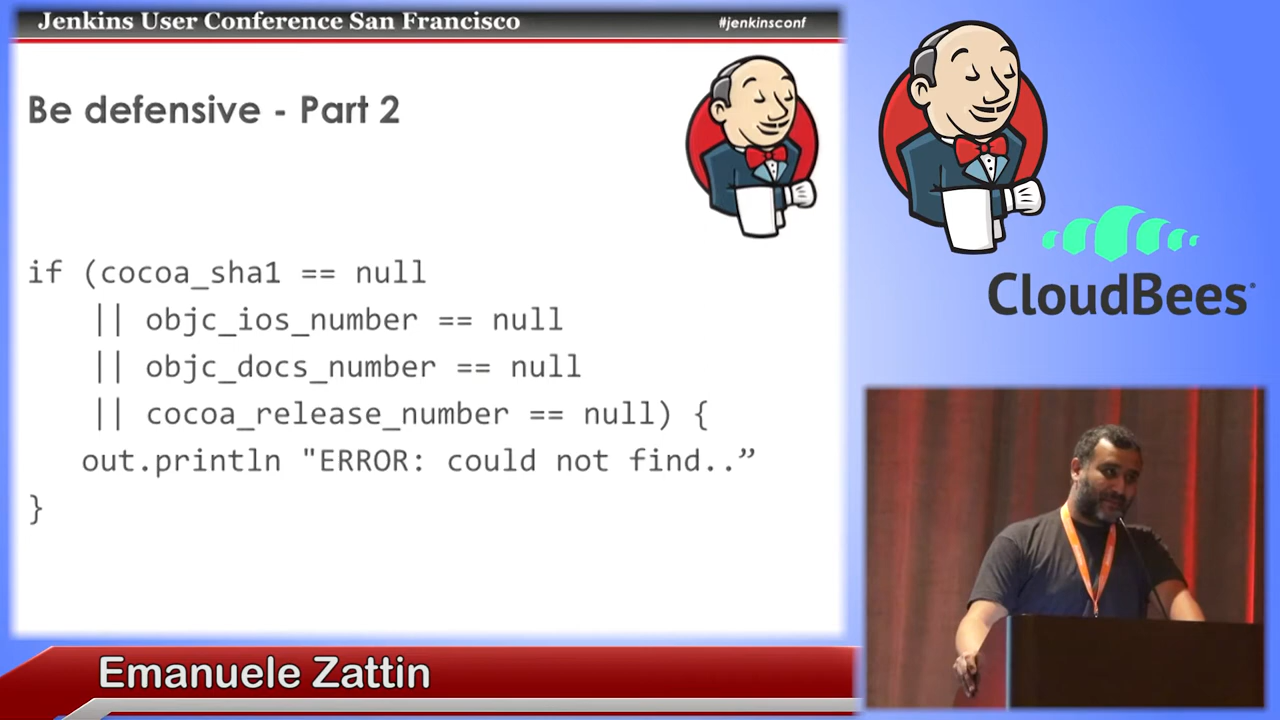 Jenkins User Conference San Francisco
#jenkinsconf
Be defensive - Part 2
if (cocoa_sha1 == null
|| objc_ios_number == null
|| objc_docs_number == null
|| cocoa_release_number == null) {
out.println "ERROR: could not find..”
}
CloudBees
Emanuele Zattin